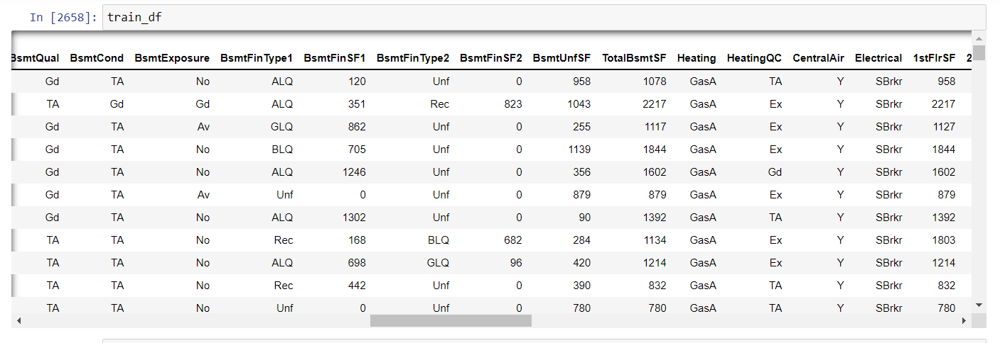 In [2658]: train_df
BsmtQual BsmtCond BsmtExposure BsmtFinType1 BsmtFinSF1 BsmtFinType2 BsmtFinSF2 BsmtUnfSF TotalBsmtSF Heating HeatingQC CentralAir Electrical 1stFlrSF 2
Gd TA No ALQ 120 Unf 0 958 1078 GasA TA Y SBrkr 958
TA Gd Gd ALQ 351 Rec 823 1043 2217 GasA Ex Y SBrkr 2217
Gd TA Av GLQ 862 Unf 0 255 1117 GasA Ex Y SBrkr 1127
Gd TA No BLQ 705 Unf 0 1139 1844 GasA Ex Y SBrkr 1844
Gd TA No ALQ 1246 Unf 0 356 1602 GasA Gd Y SBrkr 1602
Gd TA Av Unf 0 Unf 0 879 879 GasA Ex Y SBrkr 879
Gd TA No ALQ 1302 Unf 0 90 1392 GasA TA Y SBrkr 1392
TA TA No Rec 168 BLQ 682 284 1134 GasA Ex Y SBrkr 1803
TA TA No ALQ 698 GLQ 96 420 1214 GasA Ex Y SBrkr 1214
TA TA No Rec 442 Unf 0 390 832 GasA TA Y SBrkr 832
TA TA No Unf 0 Unf 0 780 780 GasA TA Y SBrkr 780